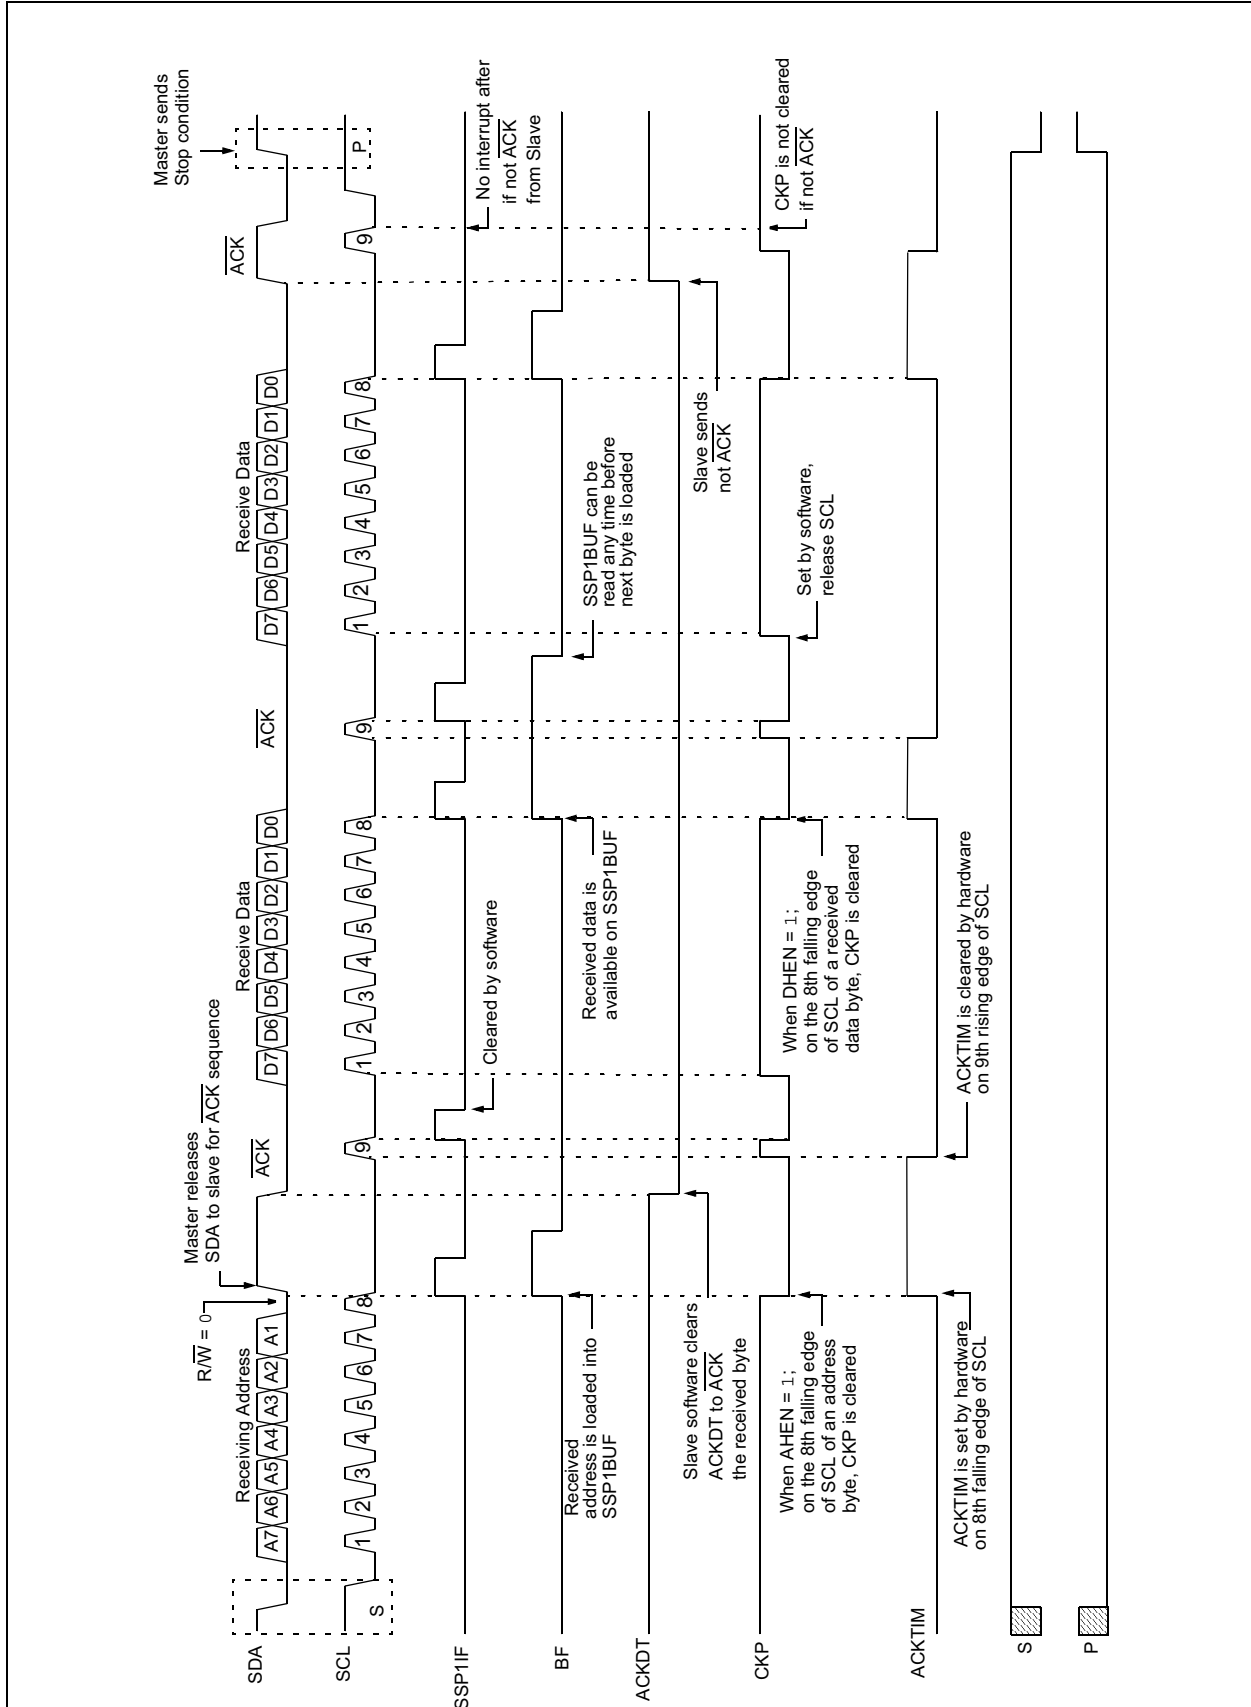 Master sends
Stop condition
Master releases
SDA to slave for ACK sequence
R/W = 0
Receiving Address
ACK
Receive Data
ACK
Receive Data
ACK
SDA
A7 A6 A5 A4 A3 A2 A1
D7 D6 D5 D4 D3 D2 D1 D0
D7 D6 D5 D4 D3 D2 D1 D0
SCL
S
1 2 3 4 5 6 7 8
9
1 2 3 4 5 6 7 8
9
1 2 3 4 5 6 7 8
9
P
SSP1IF
Cleared by software
No interrupt after
if not ACK
from Slave
BF
Received
address is loaded into
SSP1BUF
Received data is
available on SSP1BUF
SSP1BUF can be
read any time before
next byte is loaded
ACKDT
Slave software clears
ACKDT to ACK
the received byte
Slave sends
not ACK
CKP
When AHEN = 1;
on the 8th falling edge
of SCL of an address
byte, CKP is cleared
When DHEN = 1;
on the 8th falling edge
of SCL of a received
data byte, CKP is cleared
Set by software,
release SCL
CKP is not cleared
if not ACK
ACKTIM
ACKTIM is set by hardware
on 8th falling edge of SCL
ACKTIM is cleared by hardware
on 9th rising edge of SCL
S
P